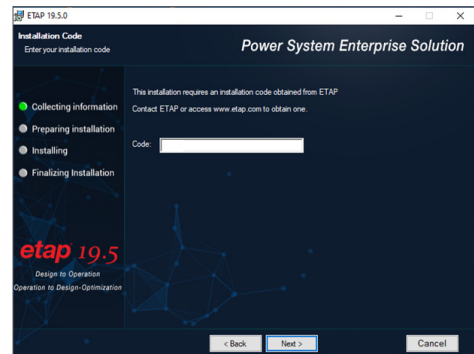 ETAP 19.5.0
Installation Code
Enter your installation code
Power System Enterprise Solution
This installation requires an installation code obtained from ETAP
Contact ETAP or access www.etap.com to obtain one.
Collecting information
Preparing installation
Code:
Installing
Finalizing Installation
etap 19.5
Design to Operation
Operation to Design-Optimization
< Back
Next >
Cancel